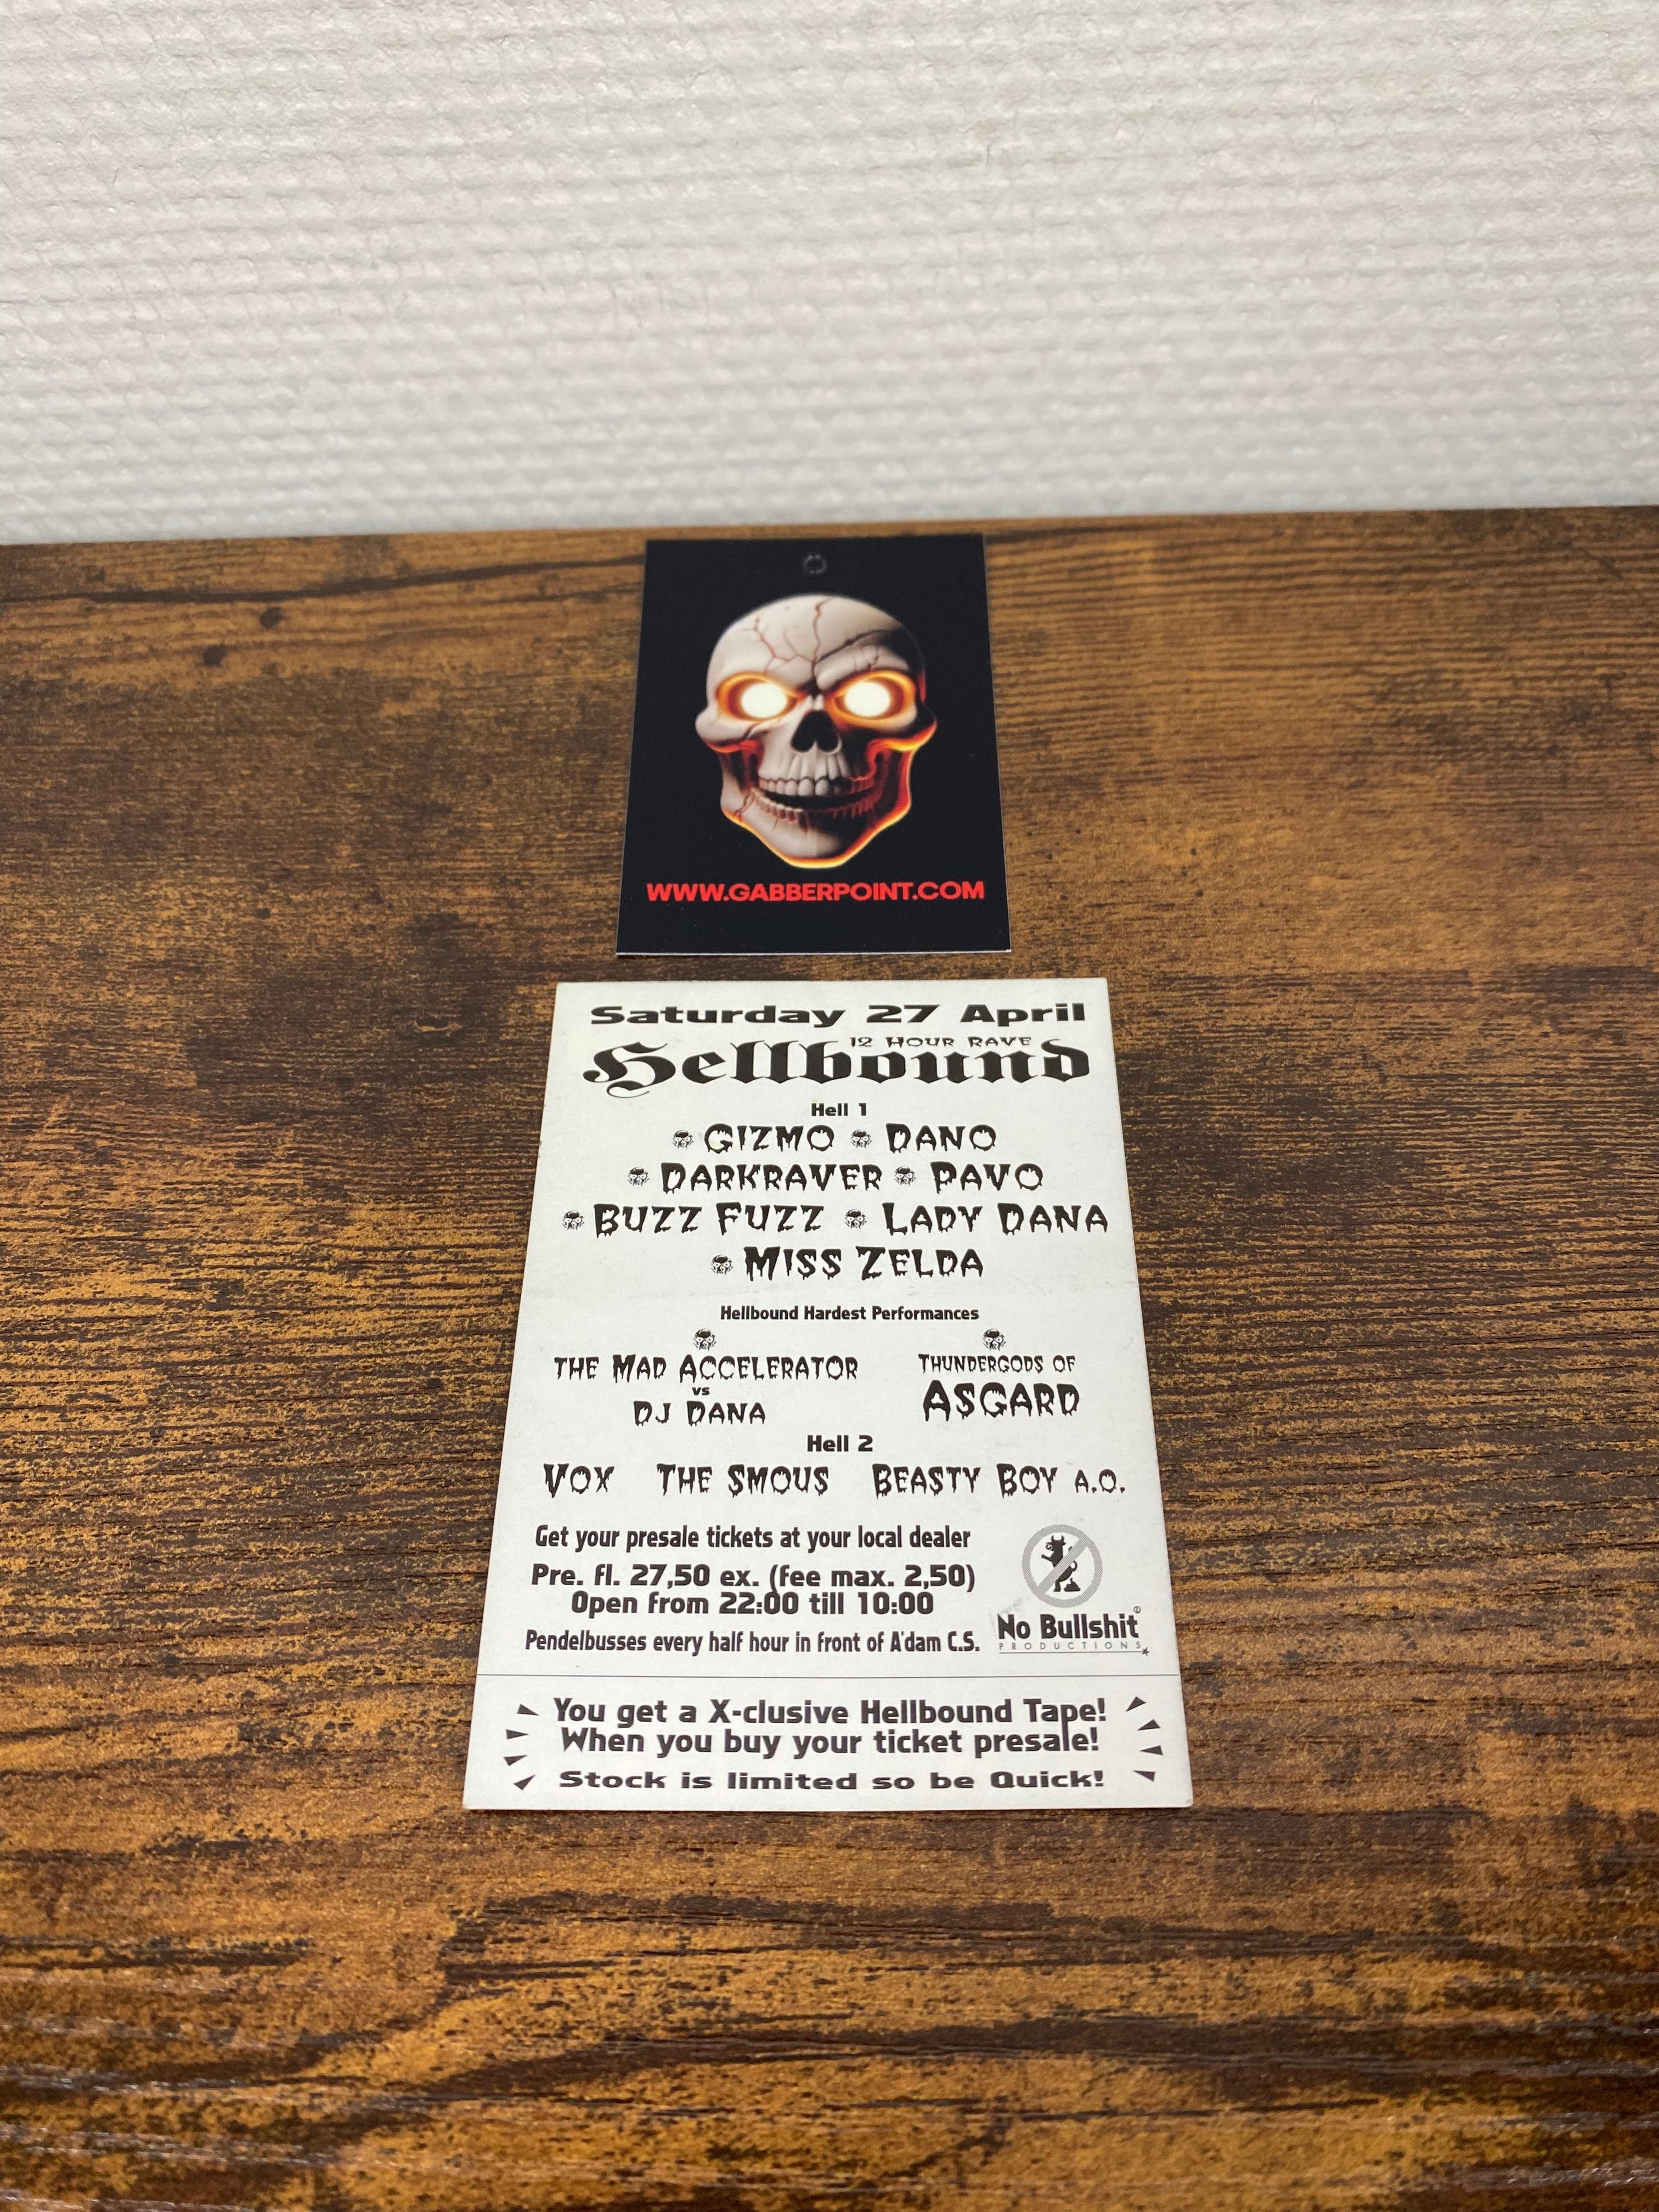 WWW.GABBERPOINT.COM
Saturday 27 April
12 HOUR RAVE
Hellbound
Hell 1
GIZMO DANO
DARKRAVER PAVO
BUZZ FUZZ LADY DANA
MISS ZELDA
Hellbound Hardest Performances
THE MAD ACCELERATOR
vs
DJ DANA
THUNDERGODS OF
ASGARD
Hell 2
VOX THE SMOUS BEASTY BOY A.O.
Get your presale tickets at your local dealer
Pre. fl. 27,50 ex. (fee max. 2,50)
Open from 22:00 till 10:00
Pendelbusses every half hour in front of A'dam C.S.
No Bullshit
PRODUCTIONS
You get a X-clusive Hellbound Tape!
When you buy your ticket presale!
Stock is limited so be Quick!